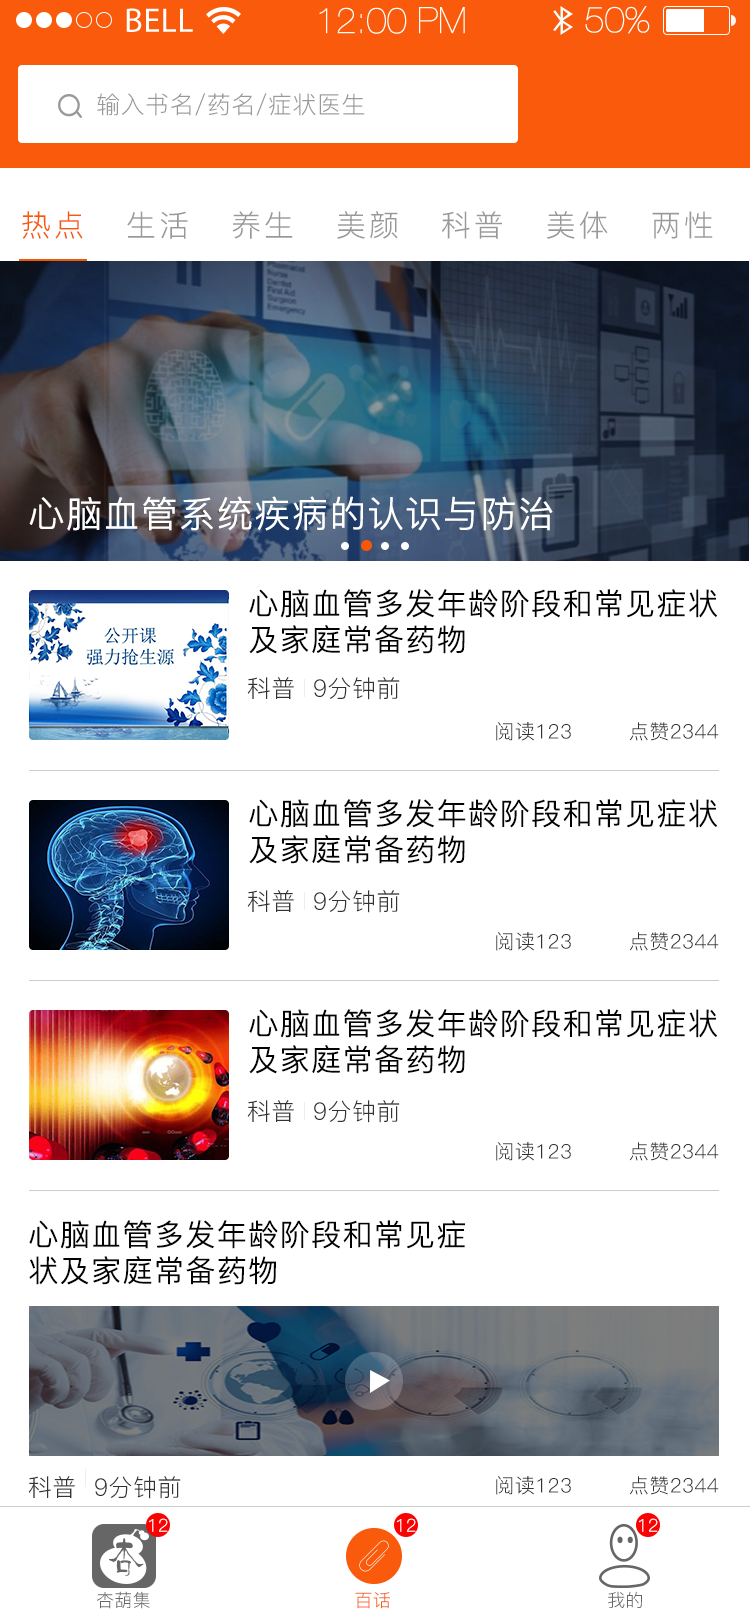 BELL 12:00 PM 50%
输入书名/药名/症状医生
热点 生活 养生 美颜 科普 美体 两性
Pharmacist
Nurse
Dentist
First Aid
Surgeon
Emergency
心脑血管系统疾病的认识与防治
公开课
强力抢生源
心脑血管多发年龄阶段和常见症状
及家庭常备药物
科普 9分钟前
阅读123 点赞2344
心脑血管多发年龄阶段和常见症状
及家庭常备药物
科普 9分钟前
阅读123 点赞2344
心脑血管多发年龄阶段和常见症状
及家庭常备药物
科普 9分钟前
阅读123 点赞2344
心脑血管多发年龄阶段和常见症
状及家庭常备药物
科普 9分钟前
阅读123 点赞2344
12 12 12
杏
杏葫集 百话 我的